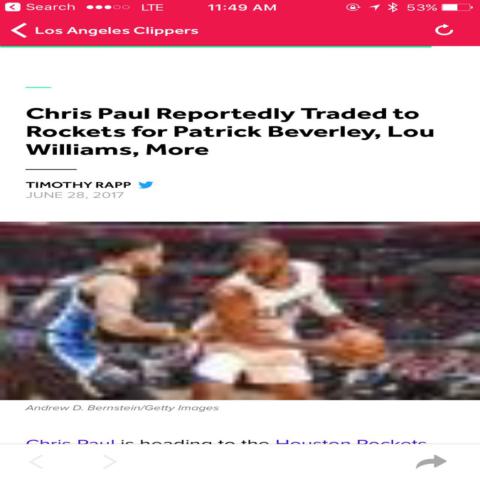 Search LTE 11:49 AM 53%
Los Angeles Clippers
Chris Paul Reportedly Traded to
Rockets for Patrick Beverley, Lou
Williams, More
TIMOTHY RAPP
JUNE 28, 2017
Andrew D. Bernstein/Getty Images
Chris Paul is heading to the Houston Rockets